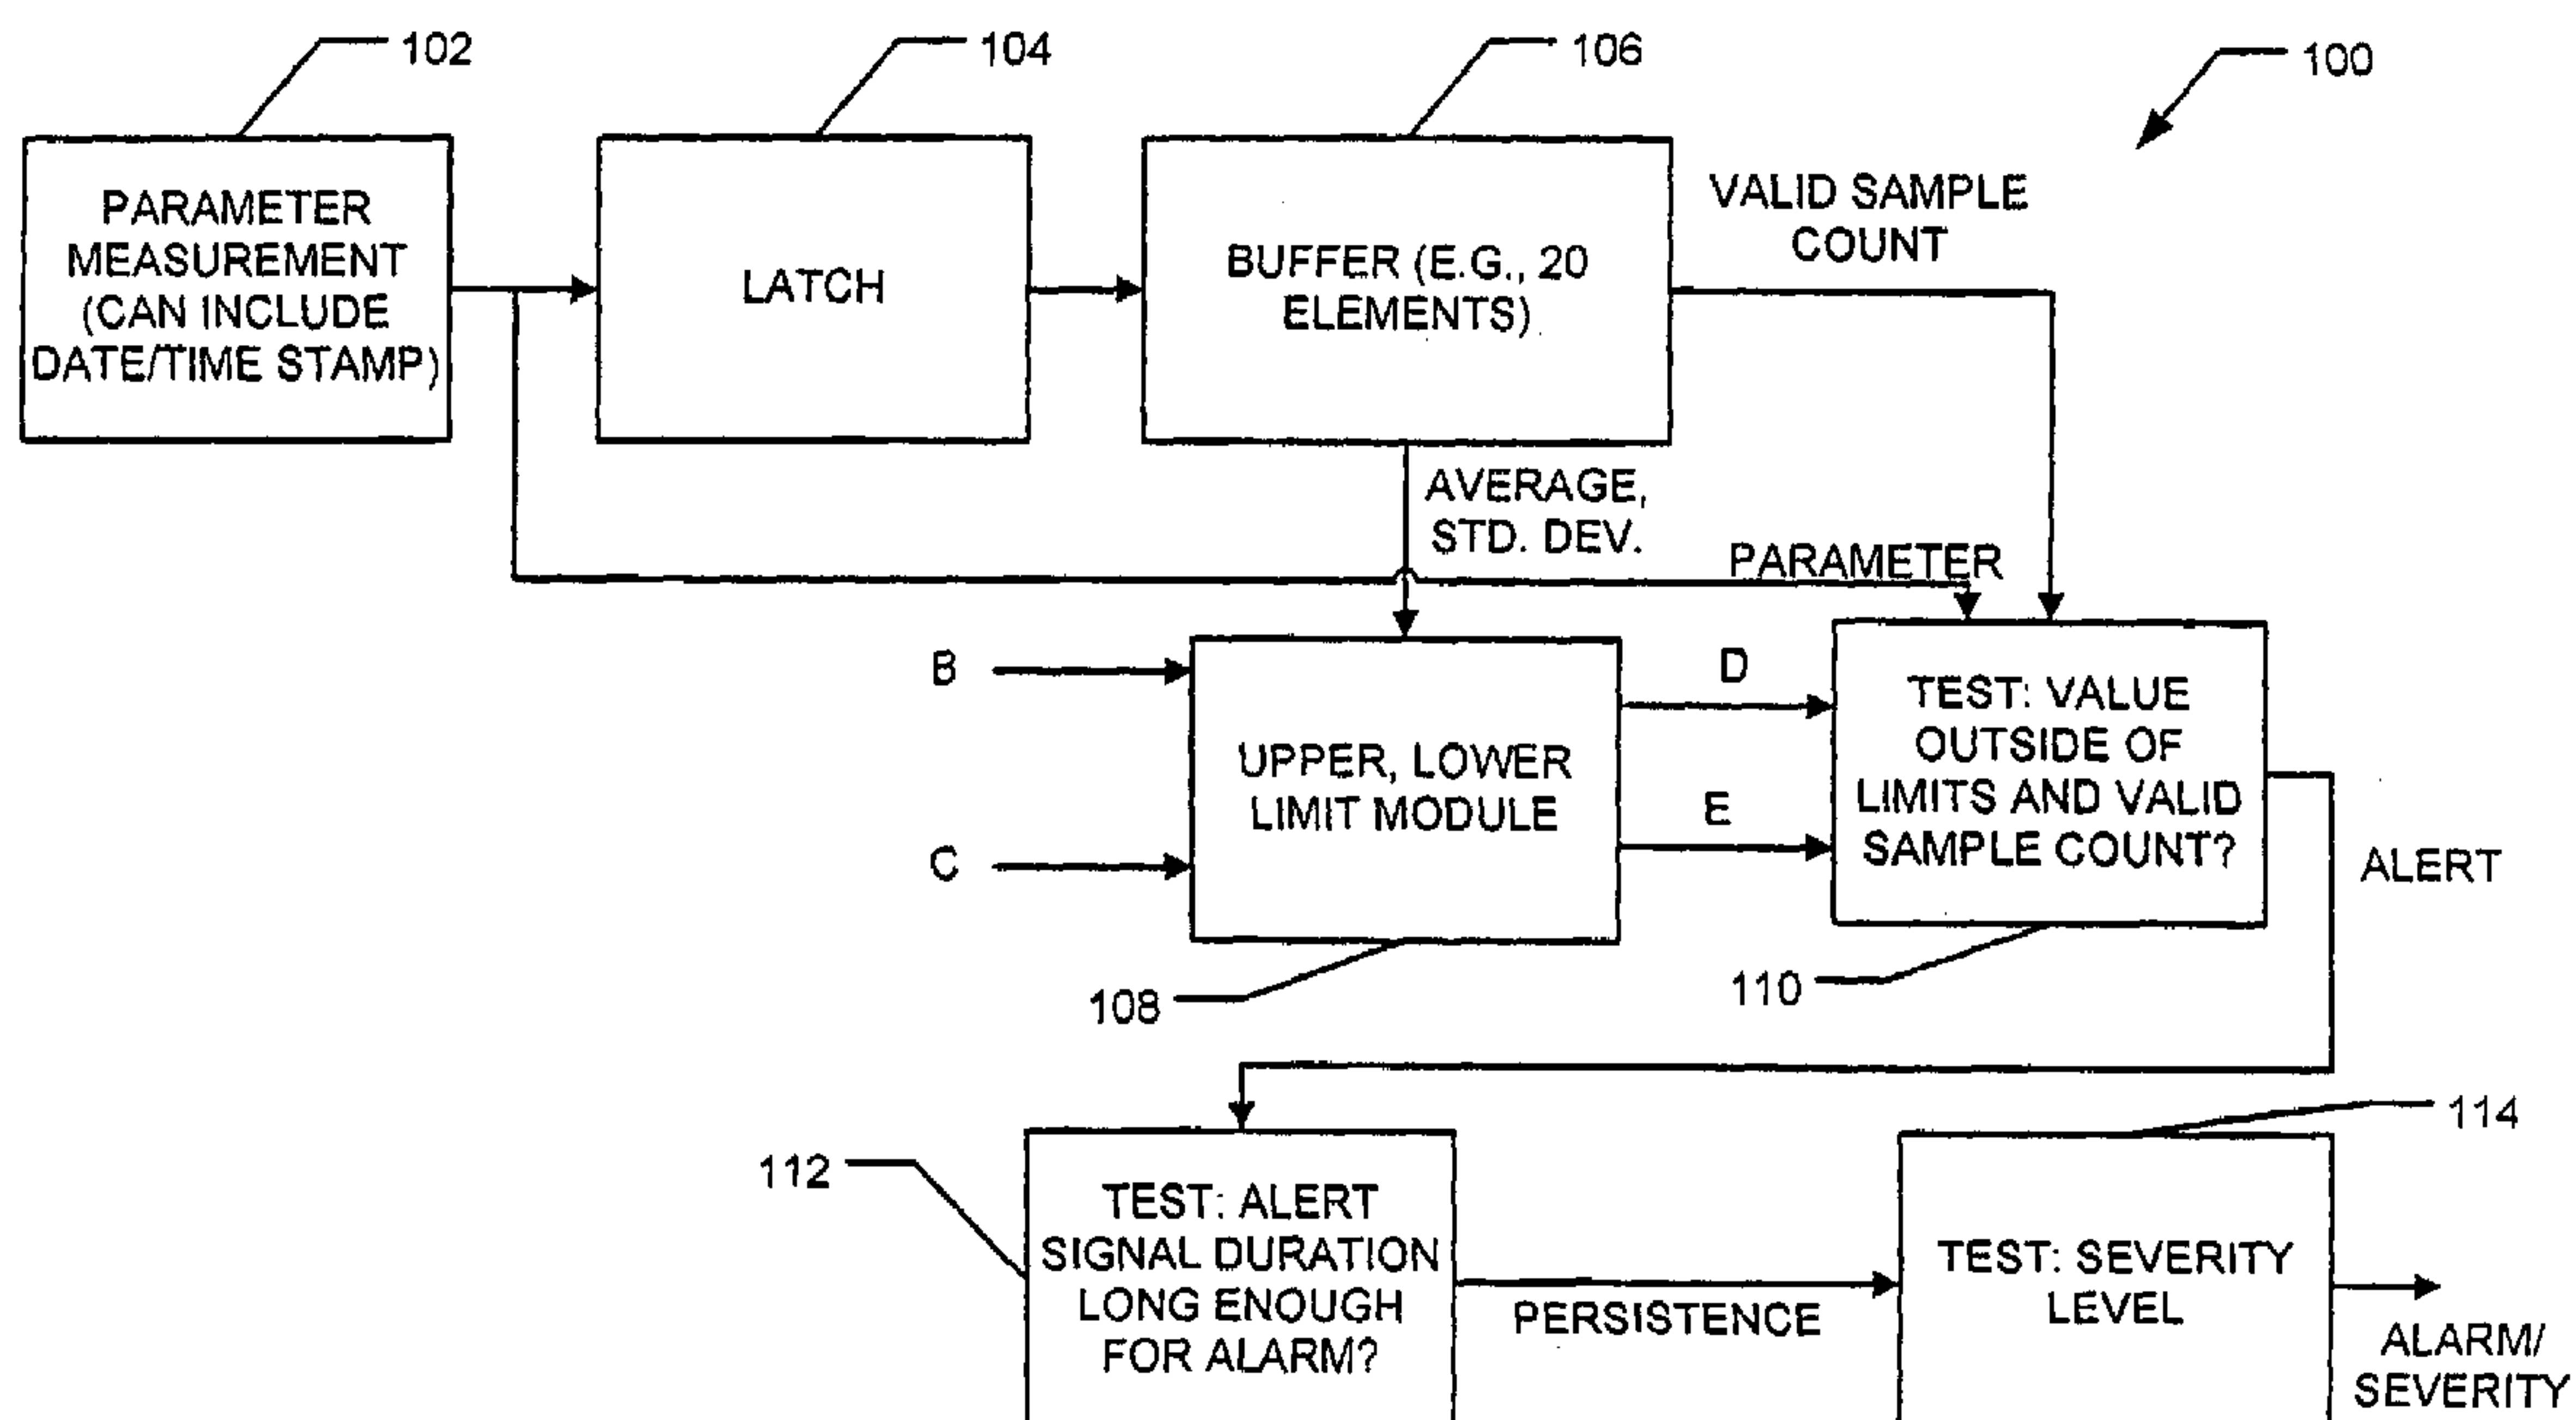 102
104
106
100
PARAMETER
MEASUREMENT
(CAN INCLUDE
DATE/TIME STAMP)
LATCH
BUFFER (E.G., 20
ELEMENTS)
VALID SAMPLE
COUNT
AVERAGE,
STD. DEV.
PARAMETER
B
C
UPPER, LOWER
LIMIT MODULE
D
E
TEST: VALUE
OUTSIDE OF
LIMITS AND VALID
SAMPLE COUNT?
ALERT
108
110
112
114
TEST: ALERT
SIGNAL DURATION
LONG ENOUGH
FOR ALARM?
PERSISTENCE
TEST: SEVERITY
LEVEL
ALARM/
SEVERITY